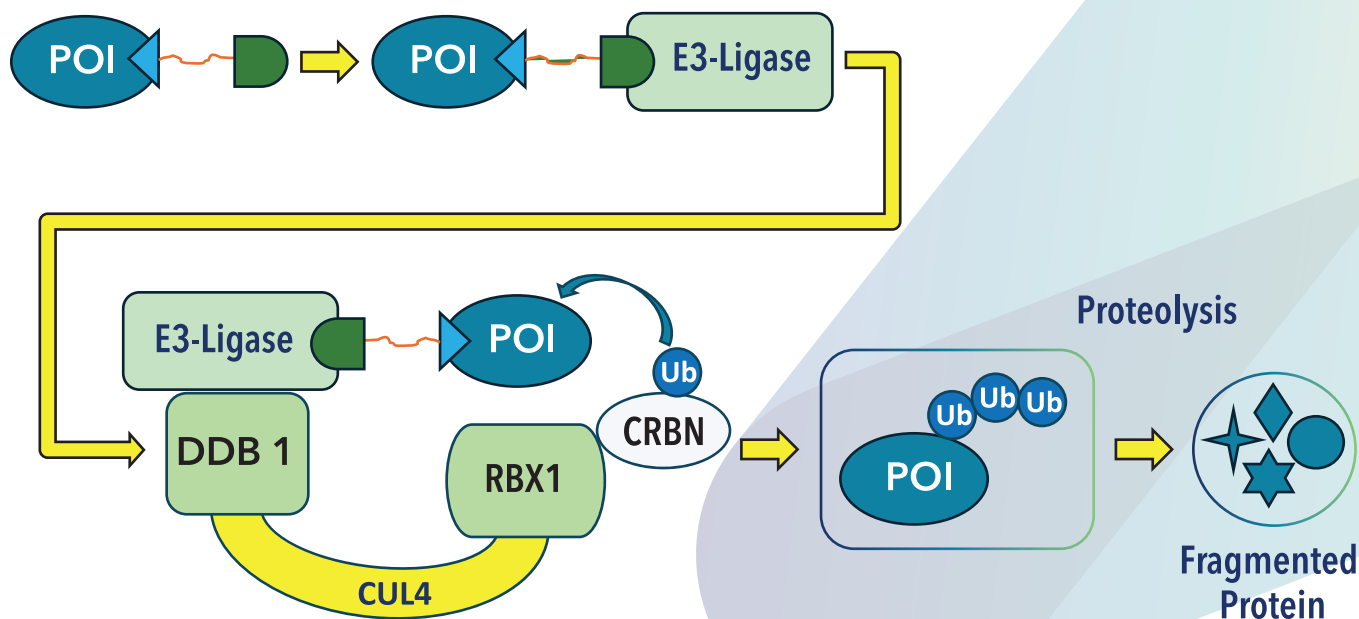 POI
POI
E3-Ligase
E3-Ligase
POI
Ub
CRBN
DDB 1
RBX1
CUL4
Proteolysis
Ub
Ub
Ub
POI
Fragmented
Protein